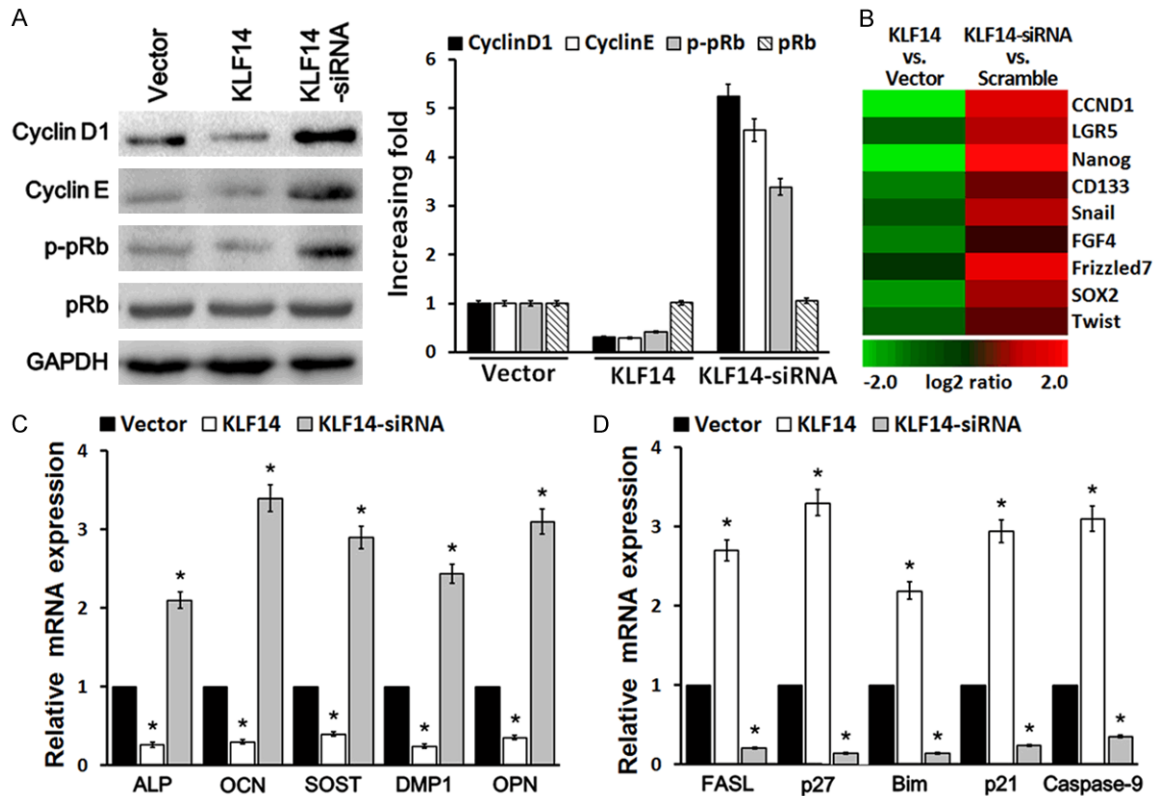 A
Vector
KLF14
KLF14
-siRNA
Cyclin D1
Cyclin E
p-pRb
pRb
GAPDH
CyclinD1 CyclinE p-pRb pRb
Increasing fold
6
5
4
3
2
1
0
Vector KLF14 KLF14-siRNA
B
KLF14 KLF14-siRNA
vs. vs.
Vector Scramble
CCND1
LGR5
Nanog
CD133
Snail
FGF4
Frizzled7
SOX2
Twist
-2.0 log2 ratio 2.0
C
Vector KLF14 KLF14-siRNA
Relative mRNA expression
4
3
2
1
0
* * * * *
* * * * *
ALP OCN SOST DMP1 OPN
D
Vector KLF14 KLF14-siRNA
Relative mRNA expression
4
3
2
1
0
* * * * *
* * * * *
FASL p27 Bim p21 Caspase-9